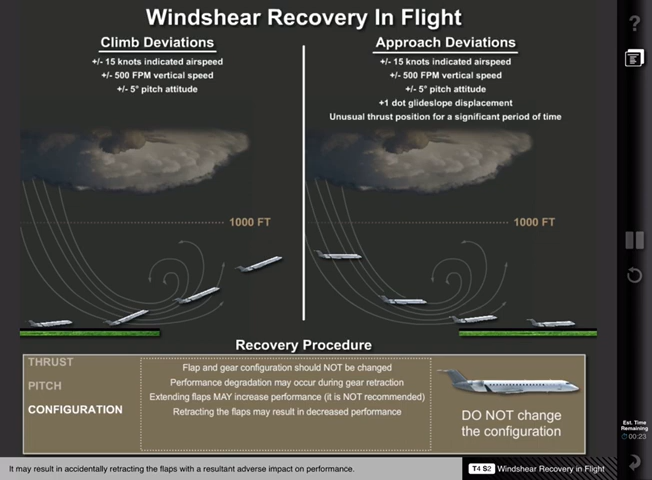 Windshear Recovery In Flight
Climb Deviations
+/- 15 knots indicated airspeed
+/- 500 FPM vertical speed
+/- 5° pitch attitude
Approach Deviations
+/- 15 knots indicated airspeed
+/- 500 FPM vertical speed
+/- 5° pitch attitude
+1 dot glideslope displacement
Unusual thrust position for a significant period of time
1000 FT
1000 FT
Recovery Procedure
THRUST
PITCH
CONFIGURATION
Flap and gear configuration should NOT be changed
Performance degradation may occur during gear retraction
Extending flaps MAY increase performance (it is NOT recommended)
Retracting the flaps may result in decreased performance
DO NOT change
the configuration
It may result in accidentally retracting the flaps with a resultant adverse impact on performance.
T4 S2 Windshear Recovery in Flight
?
Est. Time
Remaining
00:23